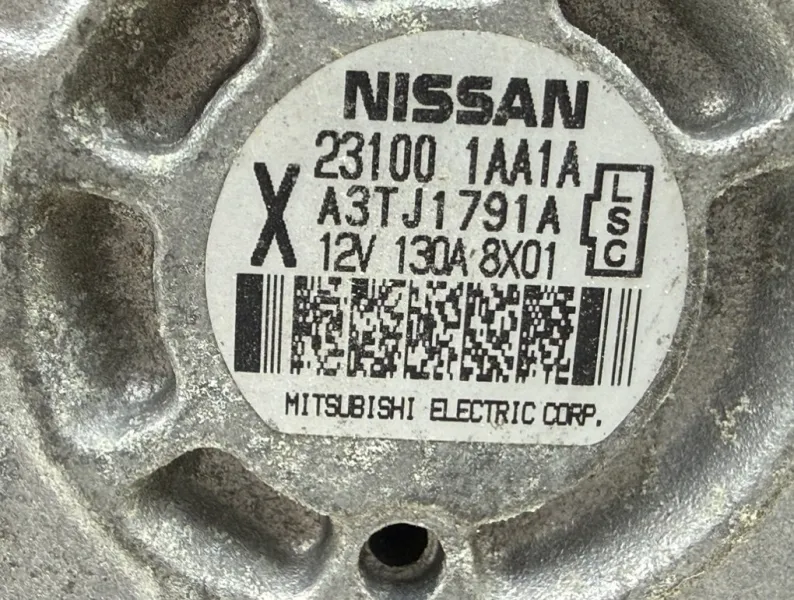 NISSAN
23100 1AA1A
X
A3TJ1791A
12V 130A 8X01
L
S
C
MITSUBISHI ELECTRIC CORP.